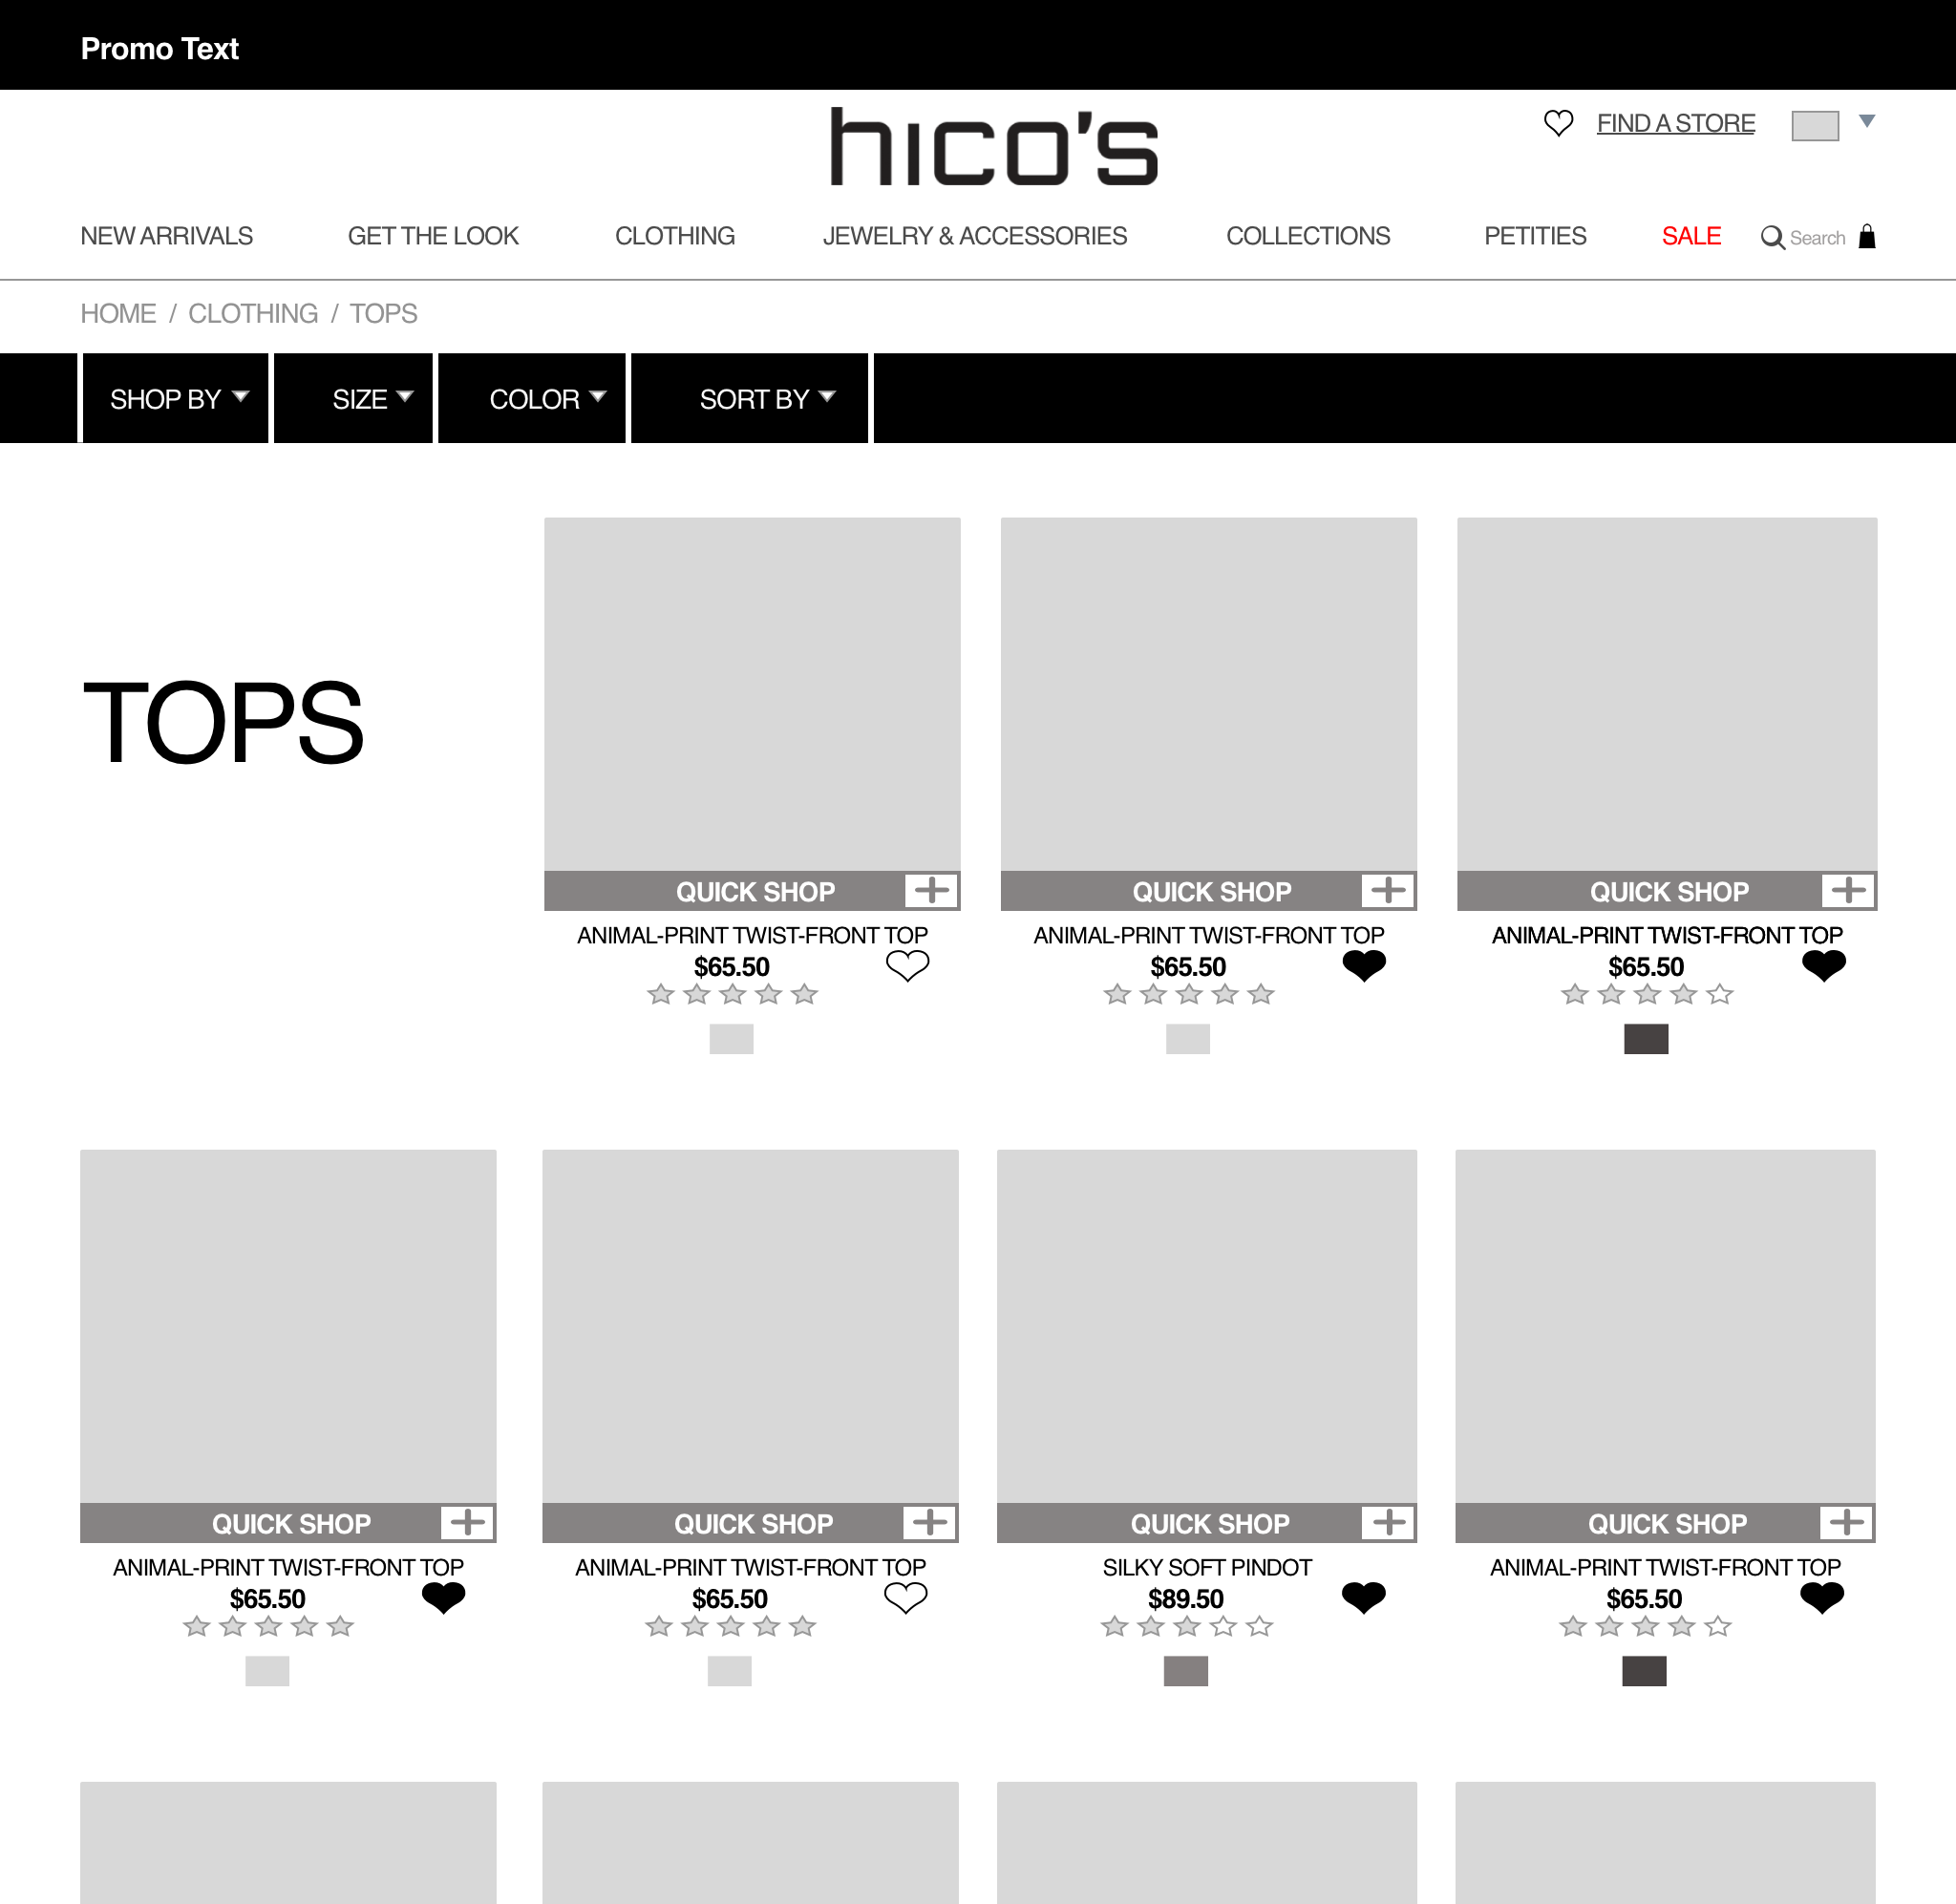 Promo Text
hico's
FIND A STORE
NEW ARRIVALS GET THE LOOK CLOTHING JEWELRY & ACCESSORIES COLLECTIONS PETITIES SALE Search
HOME / CLOTHING / TOPS
SHOP BY SIZE COLOR SORT BY
TOPS
QUICK SHOP QUICK SHOP QUICK SHOP
ANIMAL-PRINT TWIST-FRONT TOP ANIMAL-PRINT TWIST-FRONT TOP ANIMAL-PRINT TWIST-FRONT TOP
$65.50 $65.50 $65.50
QUICK SHOP QUICK SHOP QUICK SHOP QUICK SHOP
ANIMAL-PRINT TWIST-FRONT TOP ANIMAL-PRINT TWIST-FRONT TOP SILKY SOFT PINDOT ANIMAL-PRINT TWIST-FRONT TOP
$65.50 $65.50 $89.50 $65.50